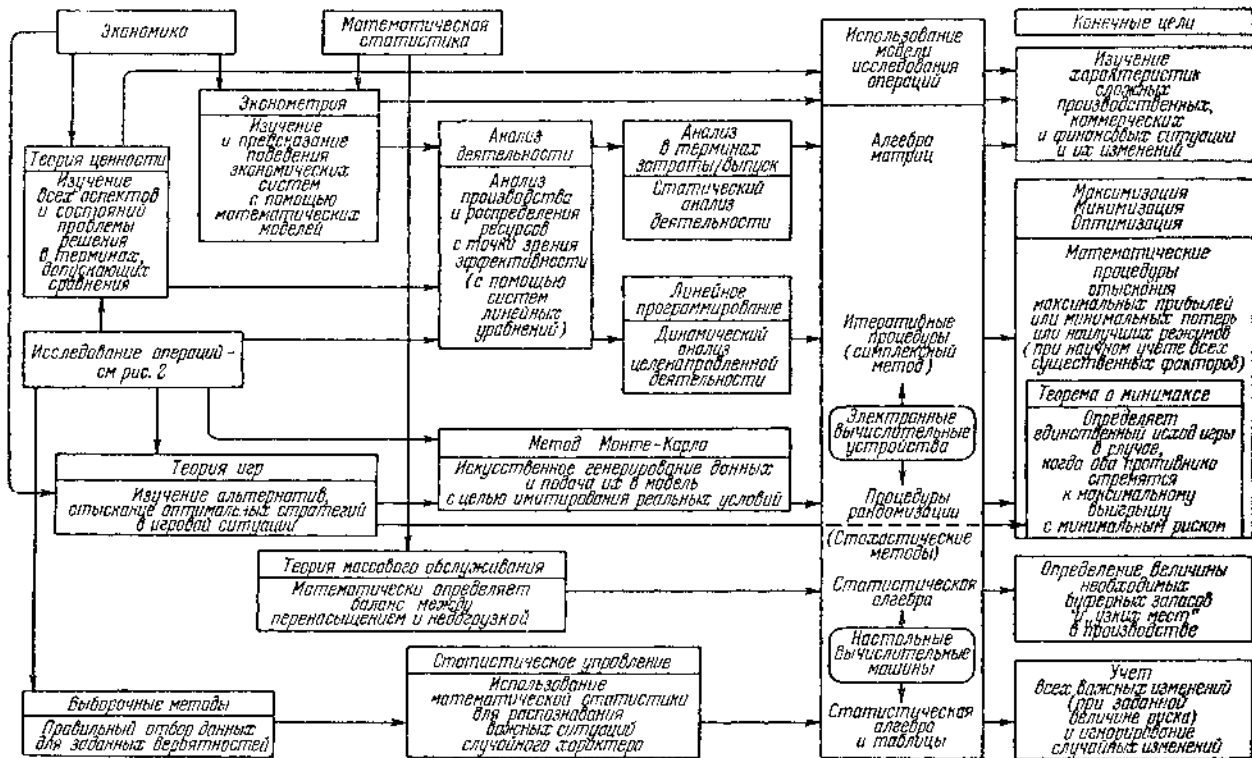 Экономика
Математическая
статистика
Использование
модели
исследования
операций
Конечные цели
Изучение
характеристик
сложных
производственных,
коммерческих
и финансовых ситуации
и их изменений
Эконометрия
Изучение
и предсказание
поведения
экономических
систем
с помощью
математических
моделей
Теория ценности
Изучение
всех аспектов
и состояний
проблемы
решения
в терминах,
допускающих
сравнения
Анализ
деятельности
Анализ
производства
и распределения
ресурсов
с точки зрения
эффективности
(с помощью
систем
линейных
уравнений)
Анализ
в терминах
затраты/выпуск
Статический
анализ
деятельности
Алгебра
матриц
Максимизация
Минимизация
Оптимизация
Математические
процедуры
отыскания
максимальных прибылей
или минимальных потерь
или наилучших режимов
(при научном учете всех
существенных факторов)
Линейное
программирование
Динамический
анализ
целенаправленной
деятельности
Итеративные
процедуры
(симплексный
метод)
Исследование операций-
см рис. 2
Электронные
вычислительные
устройства
Теорема о минимаксе
Определяет
единственный исход игры
в случае,
когда оба противника
стремятся
к максимальному
выигрышу
с минимальным риском
Теория игр
Изучение альтернатив,
отыскание оптимальных стратегий
в игровой ситуации
Метод Монте-Карло
Искусственное генерирование данных
и подача их в модель
с целью имитирования реальных условий
Процедуры
рандомизации
(Стохастические
методы)
Теория массового обслуживания
Математически определяет
баланс между
перенасыщением и недогрузкой
Статистическая
алгебра
Определение величины
необходимых
буферных запасов
и "узких мест"
в производстве
Настольные
вычислительные
машины
Статистическое управление
Использование
математической статистики
для распознавания
важных ситуаций
случайного характера
Выборочные методы
Правильный отбор данных
для заданных вероятностей
Статистическая
алгебра
и таблицы
Учет
всех важных изменений
(при заданной
величине риска)
и игнорирование
случайных изменений